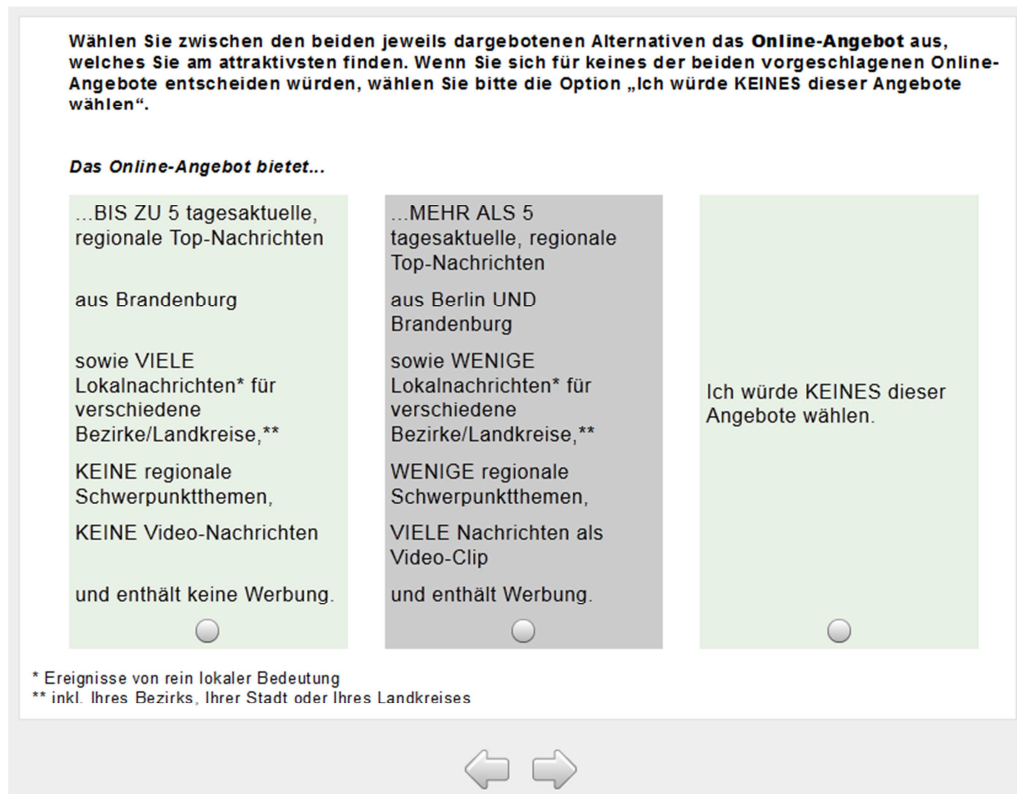 Wählen Sie zwischen den beiden jeweils dargebotenen Alternativen das Online-Angebot aus,
welches Sie am attraktivsten finden. Wenn Sie sich für keines der beiden vorgeschlagenen Online-
Angebote entscheiden würden, wählen Sie bitte die Option „Ich würde KEINES dieser Angebote
wählen“.
Das Online-Angebot bietet...
...BIS ZU 5 tagesaktuelle,
regionale Top-Nachrichten
aus Brandenburg
sowie VIELE
Lokalnachrichten* für
verschiedene
Bezirke/Landkreise,**
KEINE regionale
Schwerpunktthemen,
KEINE Video-Nachrichten
und enthält keine Werbung.
...MEHR ALS 5
tagesaktuelle, regionale
Top-Nachrichten
aus Berlin UND
Brandenburg
sowie WENIGE
Lokalnachrichten* für
verschiedene
Bezirke/Landkreise,**
WENIGE regionale
Schwerpunktthemen,
VIELE Nachrichten als
Video-Clip
und enthält Werbung.
Ich würde KEINES dieser
Angebote wählen.
* Ereignisse von rein lokaler Bedeutung
** inkl. Ihres Bezirks, Ihrer Stadt oder Ihres Landkreises